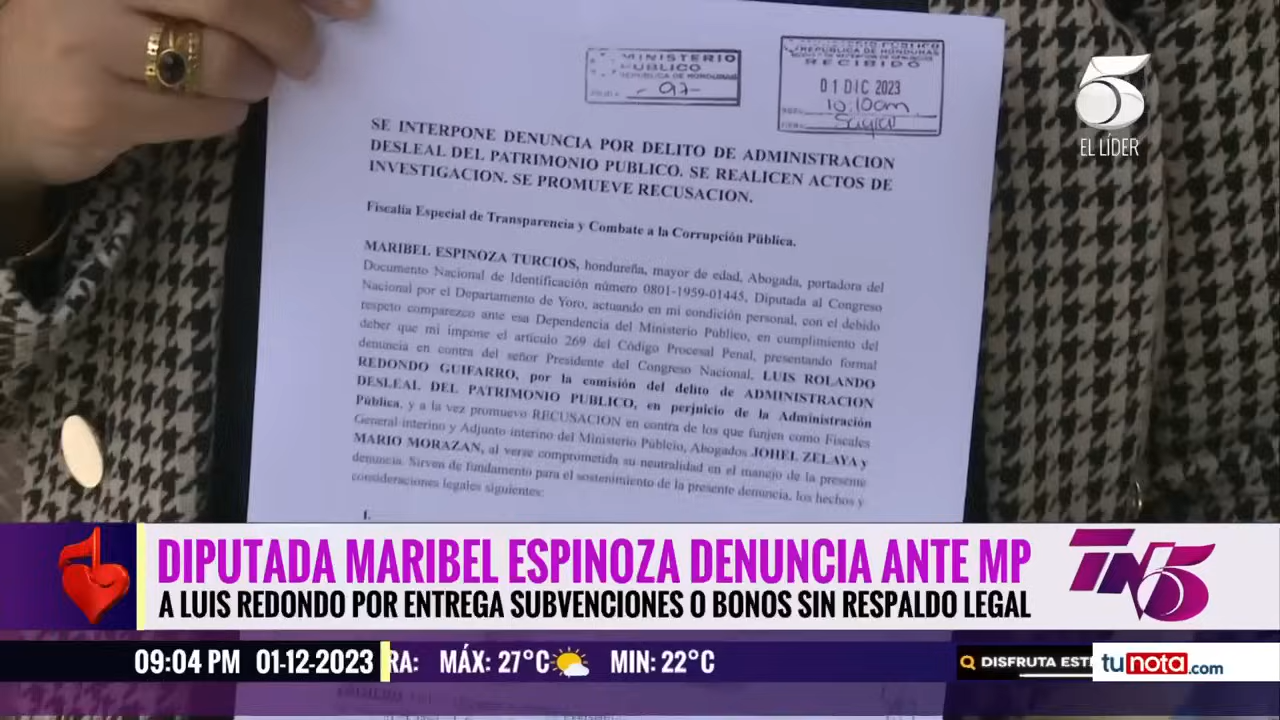 MINISTERIO
PUBLICO
REPUBLICA DE HONDURAS
- 97-
REPUBLICA DE HONDURAS
RECIBIDO
01 DIC 2023
10:10am
5
EL LÍDER
SE INTERPONE DENUNCIA POR DELITO DE ADMINISTRACION
DESLEAL DEL PATRIMONIO PUBLICO. SE REALICEN ACTOS DE
INVESTIGACION. SE PROMUEVE RECUSACION.
Fiscalía Especial de Transparencia y Combate a la Corrupción Pública.
MARIBEL ESPINOZA TURCIOS, hondureña, mayor de edad, Abogada, portadora del
Documento Nacional de Identificación número 0801-1959-01445, Diputada al Congreso
Nacional por el Departamento de Yoro, actuando en mi condición personal, con el debido
respeto comparezco ante esa Dependencia del Ministerio Público, en cumplimiento del
deber que mi impone el artículo 269 del Código Procesal Penal, presentando formal
denuncia en contra del señor Presidente del Congreso Nacional, LUIS ROLANDO
REDONDO GUIFARRO, por la comisión del delito de ADMINISTRACION
DESLEAL DEL PATRIMONIO PUBLICO, en perjuicio de la Administración
Pública, y a la vez promuevo RECUSACION en contra de los que funjen como Fiscales
General interino y Adjunto interino del Ministerio Público, Abogados JOHEL ZELAYA y
MARIO MORAZAN, al verse comprometida su neutralidad en el manejo de la presente
denuncia. Sirven de fundamento para el sostenimiento de la presente denuncia, los hechos y
consideraciones legales siguientes:
I.
DIPUTADA MARIBEL ESPINOZA DENUNCIA ANTE MP
A LUIS REDONDO POR ENTREGA SUBVENCIONES O BONOS SIN RESPALDO LEGAL
TN5
09:04 PM 01-12-2023 RA: MÁX: 27°C MIN: 22°C
DISFRUTA ESTE
tunota.com